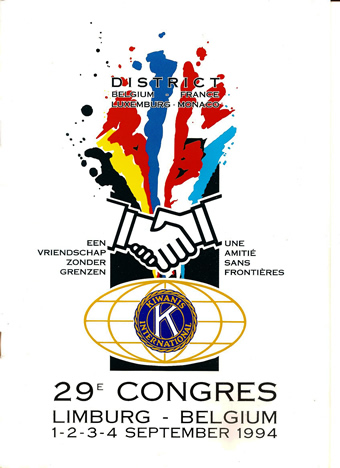 DISTRICT
BELGIUM - FRANCE
LUXEMBURG - MONACO
EEN
VRIENDSCHAP
ZONDER
GRENZEN
UNE
AMITIÉ
SANS
FRONTIÈRES
KIWANIS
K
INTERNATIONAL
29E CONGRES
LIMBURG - BELGIUM
1-2-3-4 SEPTEMBER 1994